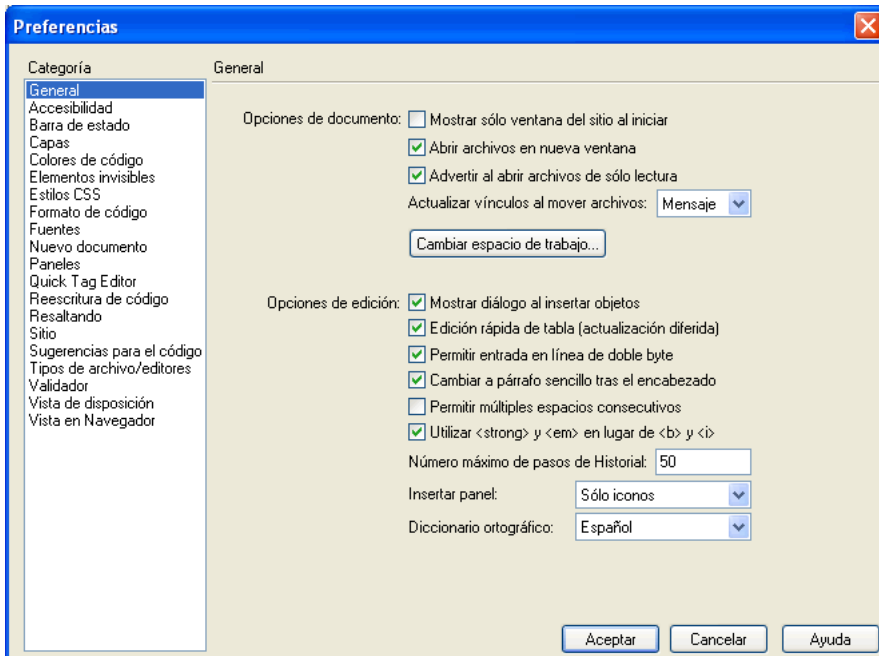 Preferencias
Categoría
General
Accesibilidad
Barra de estado
Capas
Colores de código
Elementos invisibles
Estilos CSS
Formato de código
Fuentes
Nuevo documento
Paneles
Quick Tag Editor
Reescritura de código
Resaltando
Sitio
Sugerencias para el código
Tipos de archivo/editores
Validador
Vista de disposición
Vista en Navegador
General
Opciones de documento: Mostrar sólo ventana del sitio al iniciar
Abrir archivos en nueva ventana
Advertir al abrir archivos de sólo lectura
Actualizar vínculos al mover archivos: Mensaje
Cambiar espacio de trabajo...
Opciones de edición: Mostrar diálogo al insertar objetos
Edición rápida de tabla (actualización diferida)
Permitir entrada en línea de doble byte
Cambiar a párrafo sencillo tras el encabezado
Permitir múltiples espacios consecutivos
Utilizar <strong> y <em> en lugar de <b> y <i>
Número máximo de pasos de Historial: 50
Insertar panel: Sólo iconos
Diccionario ortográfico: Español
Aceptar Cancelar Ayuda